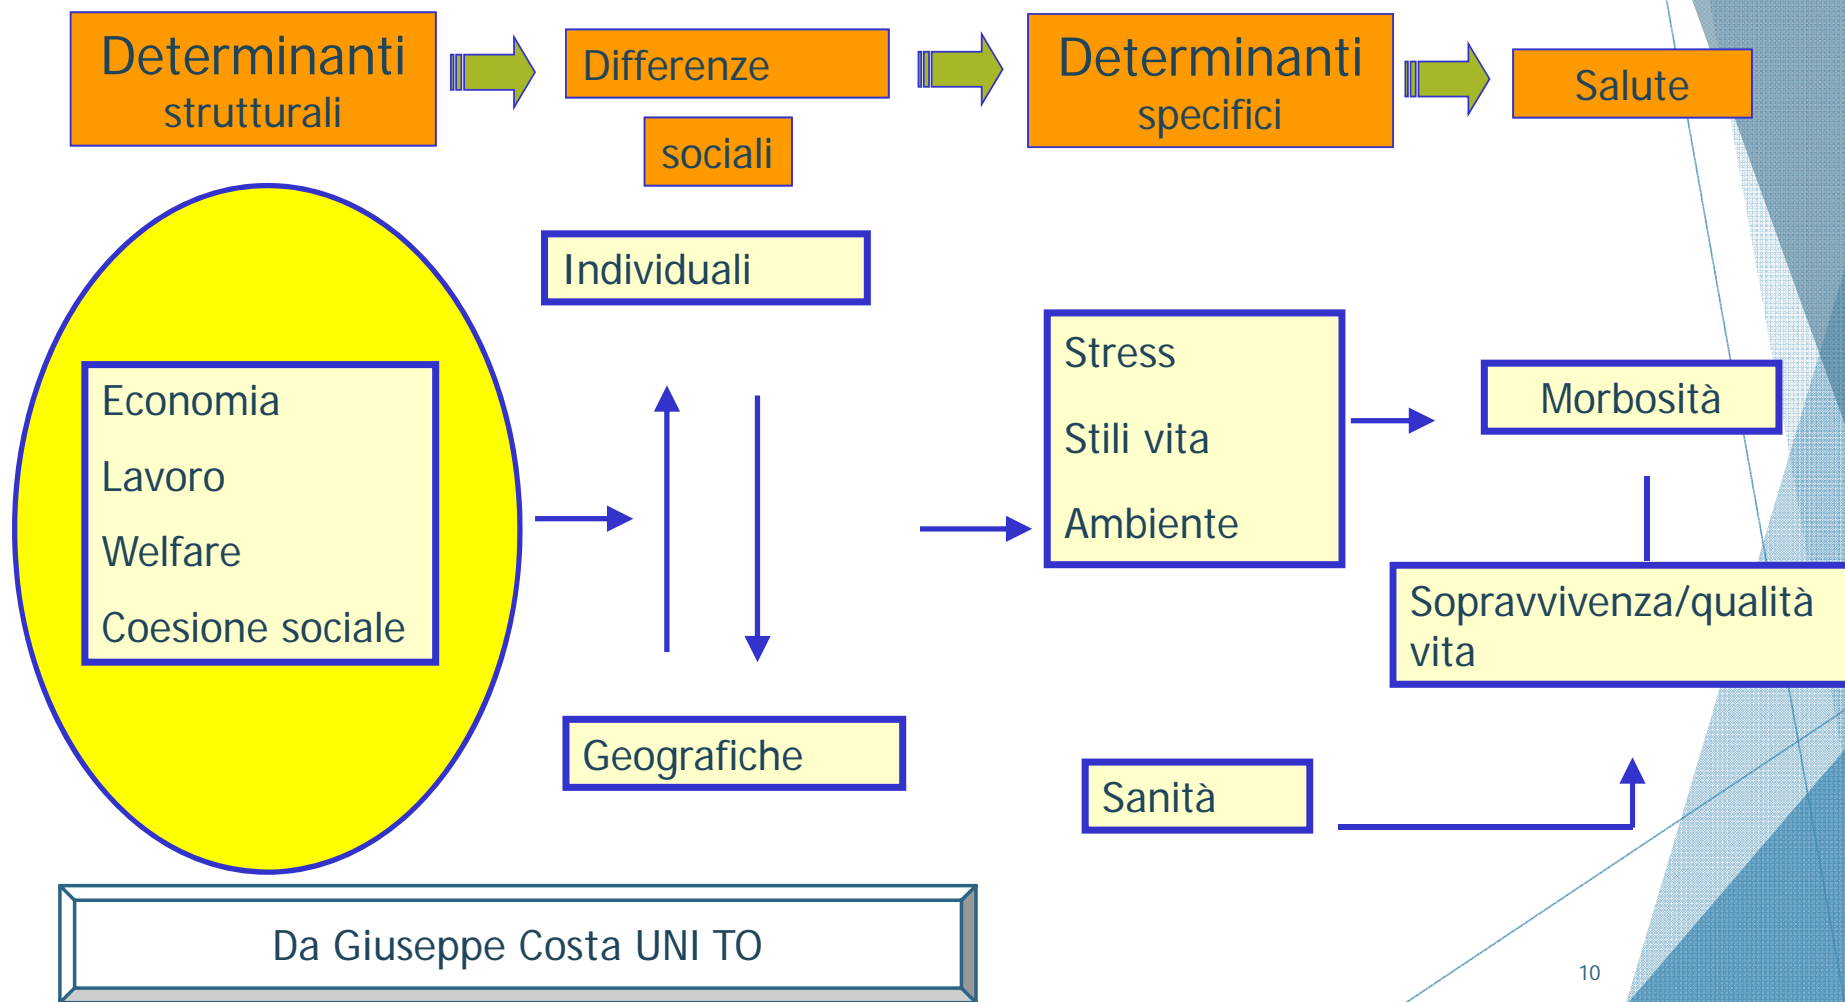 Determinanti
strutturali
Differenze
sociali
Determinanti
specifici
Salute
Individuali
Economia
Lavoro
Welfare
Coesione sociale
Geografiche
Stress
Stili vita
Ambiente
Morbosità
Sopravvivenza/qualità
vita
Sanità
Da Giuseppe Costa UNI TO
10